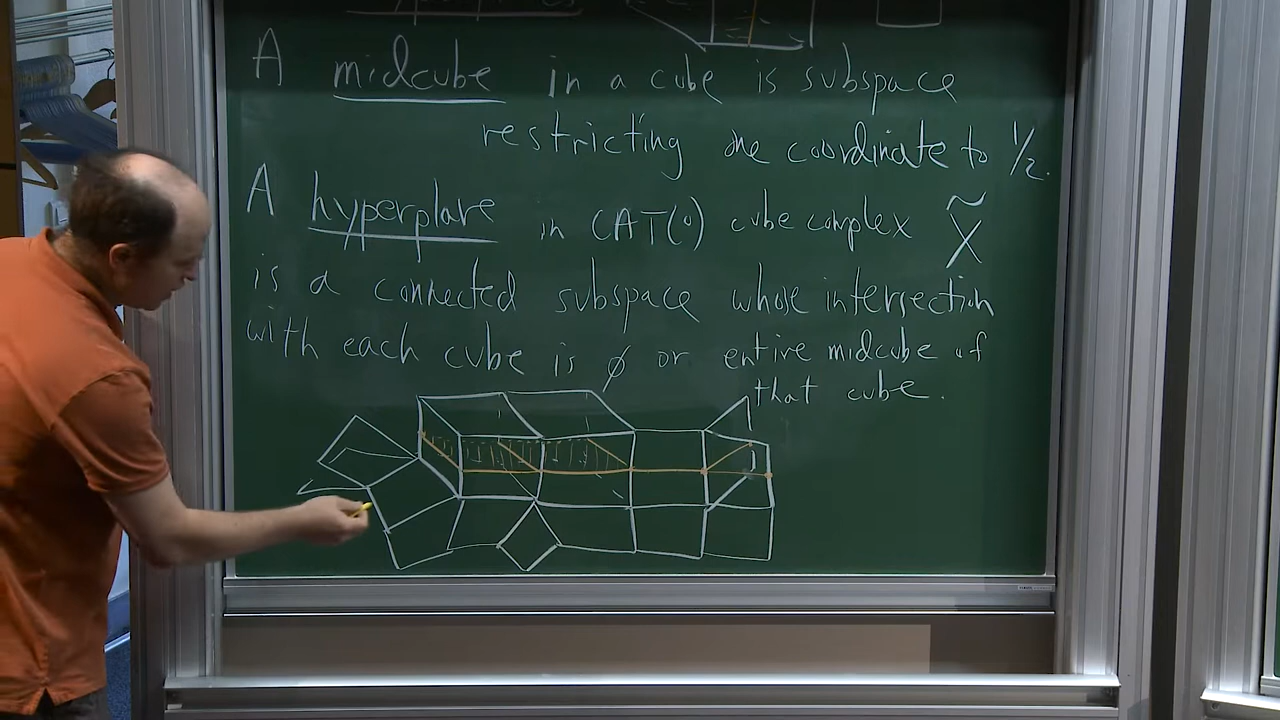 A midcube in a cube is subspace
restricting one coordinate to 1/2.
A hyperplane in CAT(0) cube complex X̃
is a connected subspace whose intersection
with each cube is ∅ or entire midcube of
that cube.